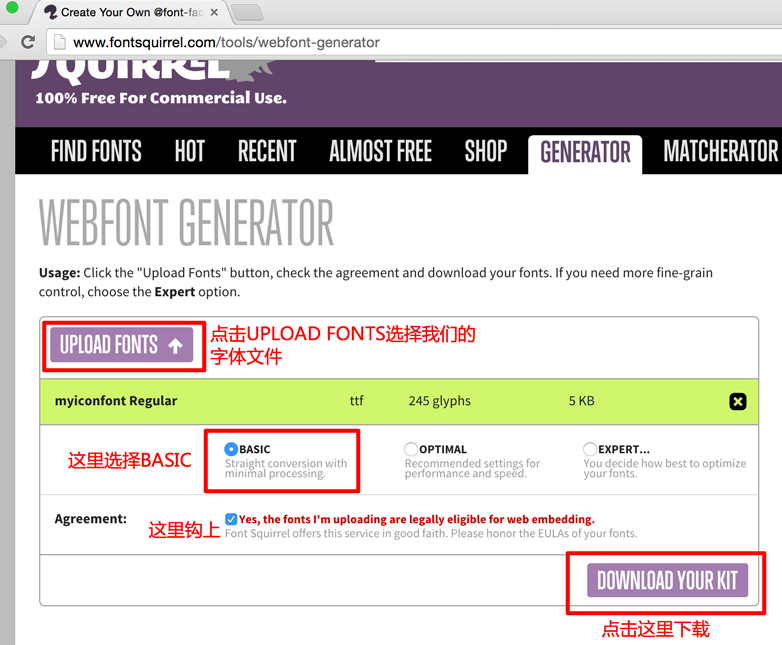 Create Your Own @font-fac
www.fontsquirrel.com/tools/webfont-generator
SQUIRREL
100% Free For Commercial Use.
FIND FONTS HOT RECENT ALMOST FREE SHOP GENERATOR MATCHERATOR
WEBFONT GENERATOR
Usage: Click the "Upload Fonts" button, check the agreement and download your fonts. If you need more fine-grain
control, choose the Expert option.
UPLOAD FONTS
点击UPLOAD FONTS选择我们的
字体文件
myiconfont Regular ttf 245 glyphs 5 KB
这里选择BASIC
BASIC
Straight conversion with
minimal processing.
OPTIMAL
Recommended settings for
performance and speed.
EXPERT...
You decide how best to optimize
your fonts.
Agreement:
这里钩上
Yes, the fonts I'm uploading are legally eligible for web embedding.
Font Squirrel offers this service in good faith. Please honor the EULAs of your fonts.
DOWNLOAD YOUR KIT
点击这里下载